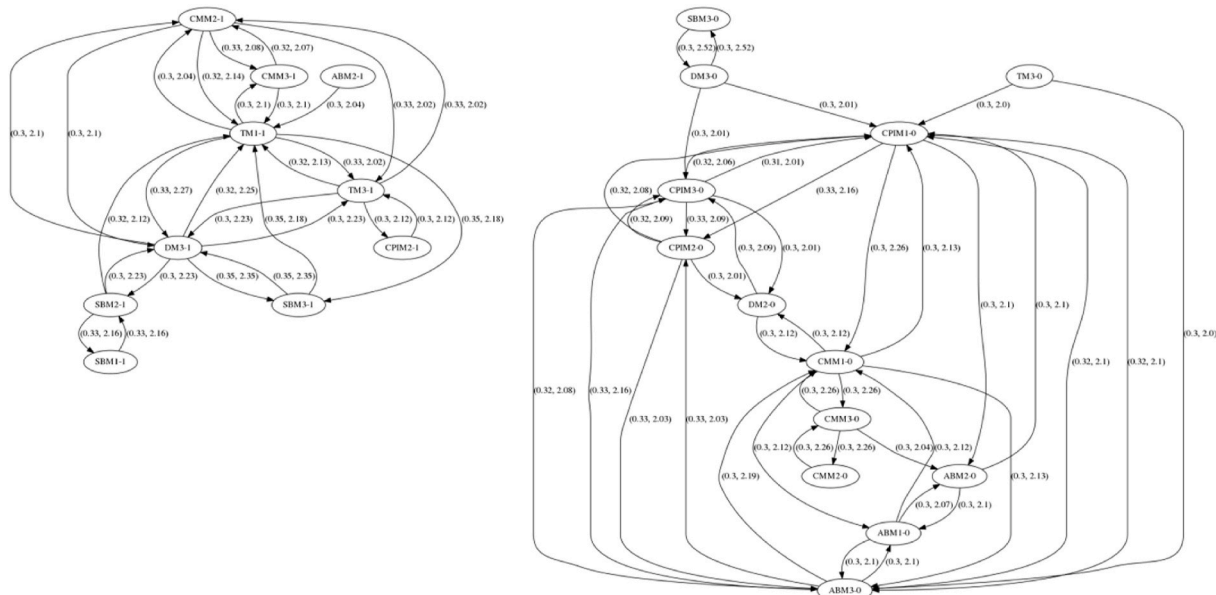 CMM2-1
(0.33, 2.08)
(0.32, 2.07)
(0.3, 2.04)
(0.32, 2.14)
CMM3-1
ABM2-1
(0.3, 2.1)
(0.3, 2.1)
(0.3, 2.1)
(0.3, 2.1)
(0.3, 2.04)
(0.33, 2.02)
(0.33, 2.02)
TM1-1
(0.32, 2.13)
(0.33, 2.02)
(0.33, 2.27)
(0.32, 2.25)
TM3-1
(0.32, 2.12)
(0.3, 2.23)
(0.35, 2.18)
(0.3, 2.23)
(0.3, 2.12)
(0.3, 2.12)
(0.35, 2.18)
DM3-1
CPIM2-1
(0.3, 2.23)
(0.3, 2.23)
(0.35, 2.35)
(0.35, 2.35)
SBM2-1
SBM3-1
(0.33, 2.16)
(0.33, 2.16)
SBM1-1
SBM3-0
(0.3, 2.52)
(0.3, 2.52)
DM3-0
TM3-0
(0.3, 2.01)
(0.3, 2.0)
(0.3, 2.01)
CPIM1-0
(0.32, 2.06)
(0.31, 2.01)
(0.32, 2.08)
CPIM3-0
(0.33, 2.16)
(0.32, 2.09)
(0.33, 2.09)
CPIM2-0
(0.3, 2.09)
(0.3, 2.01)
(0.3, 2.26)
(0.3, 2.13)
(0.3, 2.01)
DM2-0
(0.3, 2.1)
(0.3, 2.1)
(0.3, 2.12)
(0.3, 2.12)
(0.3, 2.0)
CMM1-0
(0.32, 2.1)
(0.32, 2.1)
(0.32, 2.08)
(0.33, 2.16)
(0.3, 2.26)
(0.3, 2.26)
(0.33, 2.03)
(0.33, 2.03)
CMM3-0
(0.3, 2.12)
(0.3, 2.26)
(0.3, 2.26)
(0.3, 2.04)
(0.3, 2.12)
(0.3, 2.19)
CMM2-0
ABM2-0
(0.3, 2.13)
(0.3, 2.07)
(0.3, 2.1)
ABM1-0
(0.3, 2.1)
(0.3, 2.1)
ABM3-0